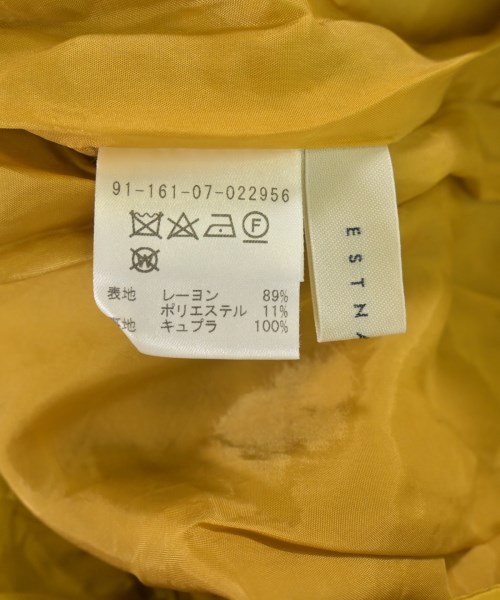 91-161-07-022956
F
W
表地 レーヨン 89%
ポリエステル 11%
地 キュプラ 100%
ESTNA